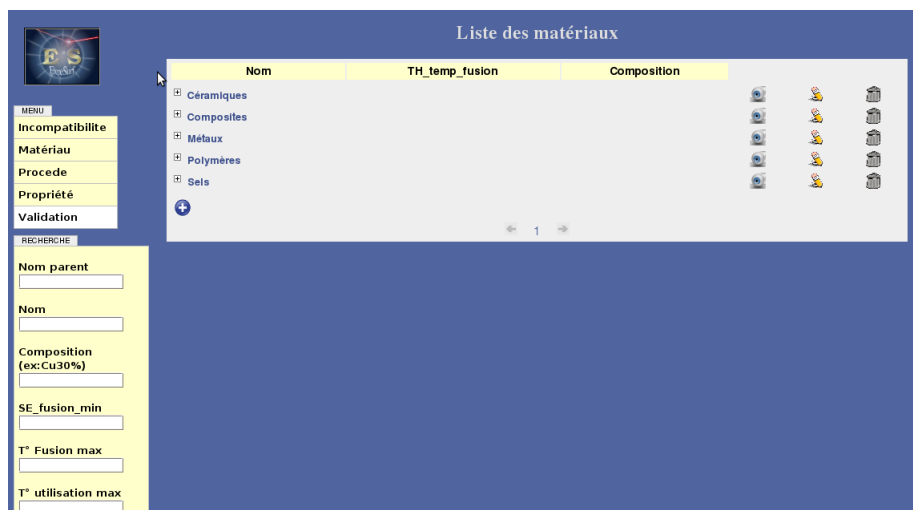 Liste des matériaux
E S
MENU
Incompatibilite
Matériau
Procede
Propriété
Validation
RECHERCHE
Nom parent
Nom
Composition
(ex:Cu30%)
SE_fusion_min
T° Fusion max
T° utilisation max
Nom TH_temp_fusion Composition
Céramiques
Composites
Métaux
Polymères
Sels
1